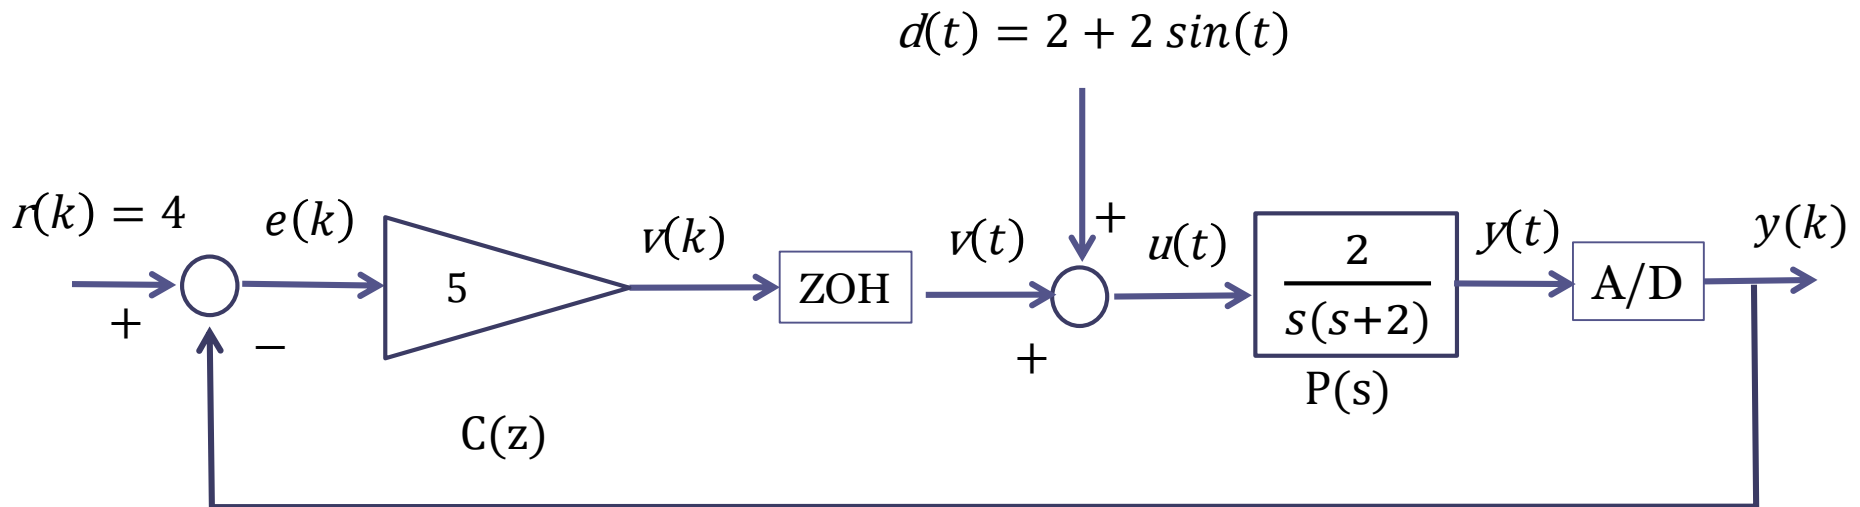 d(t) = 2 + 2 sin(t)
r(k) = 4
e(k)
5
v(k)
ZOH
v(t)
+
u(t)
2
s(s+2)
y(t)
A/D
y(k)
+
−
+
P(s)
C(z)